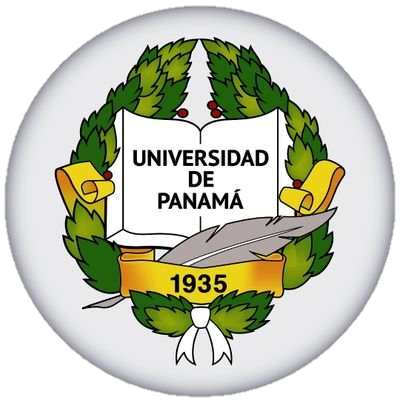 UNIVERSIDAD
DE
PANAMÁ
1935